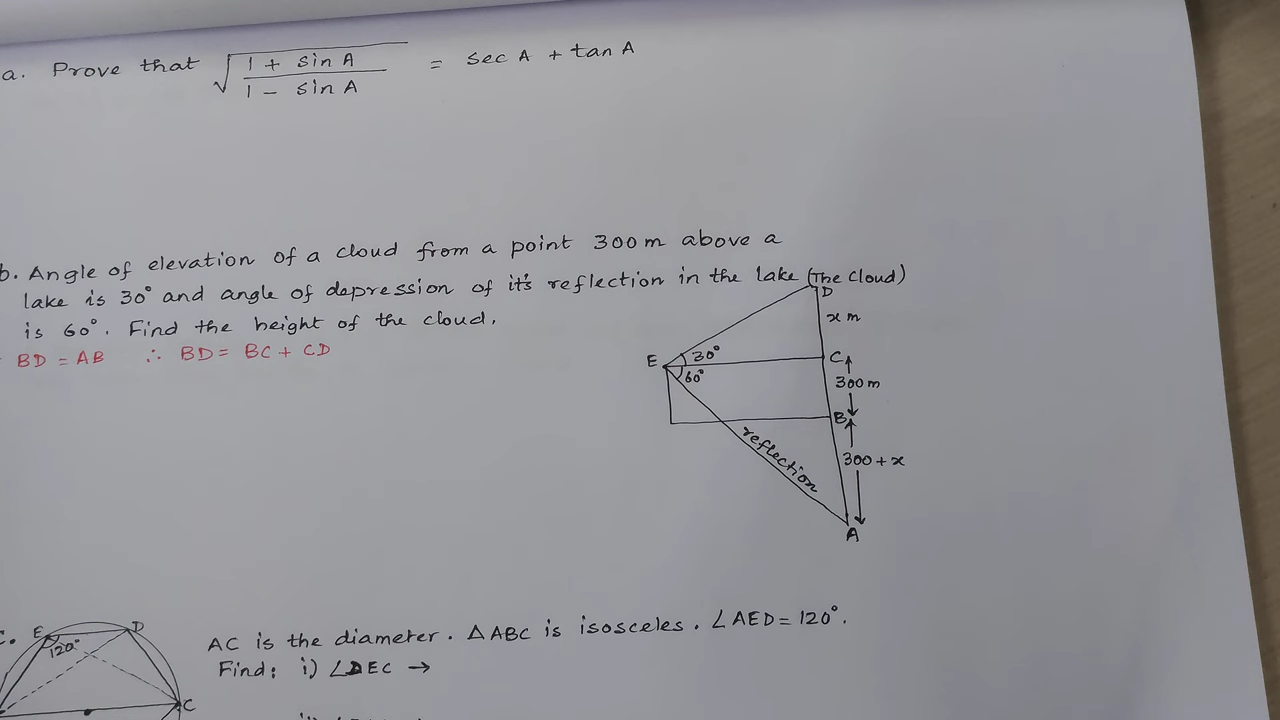 a. Prove that √(1 + sin A / 1 - sin A) = sec A + tan A
b. Angle of elevation of a cloud from a point 300 m above a
lake is 30° and angle of depression of it's reflection in the lake (The Cloud)
is 60°. Find the height of the cloud.
BD = AB ∴ BD = BC + CD
D
x m
E 30° C
60° 300 m
B
reflection 300 + x
A
c. E D
120°
C
AC is the diameter. △ABC is isosceles. ∠AED = 120°.
Find: i) ∠DEC →